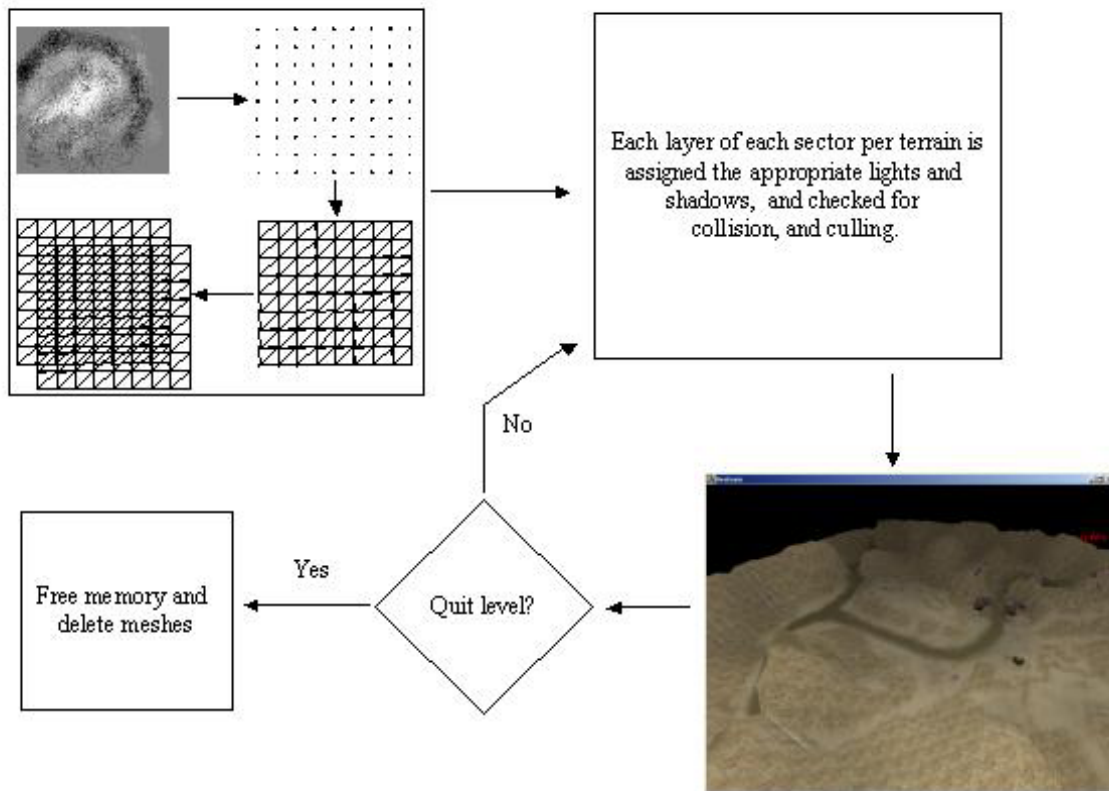 Each layer of each sector per terrain is
assigned the appropriate lights and
shadows, and checked for
collision, and culling.
No
Yes
Quit level?
Free memory and
delete meshes